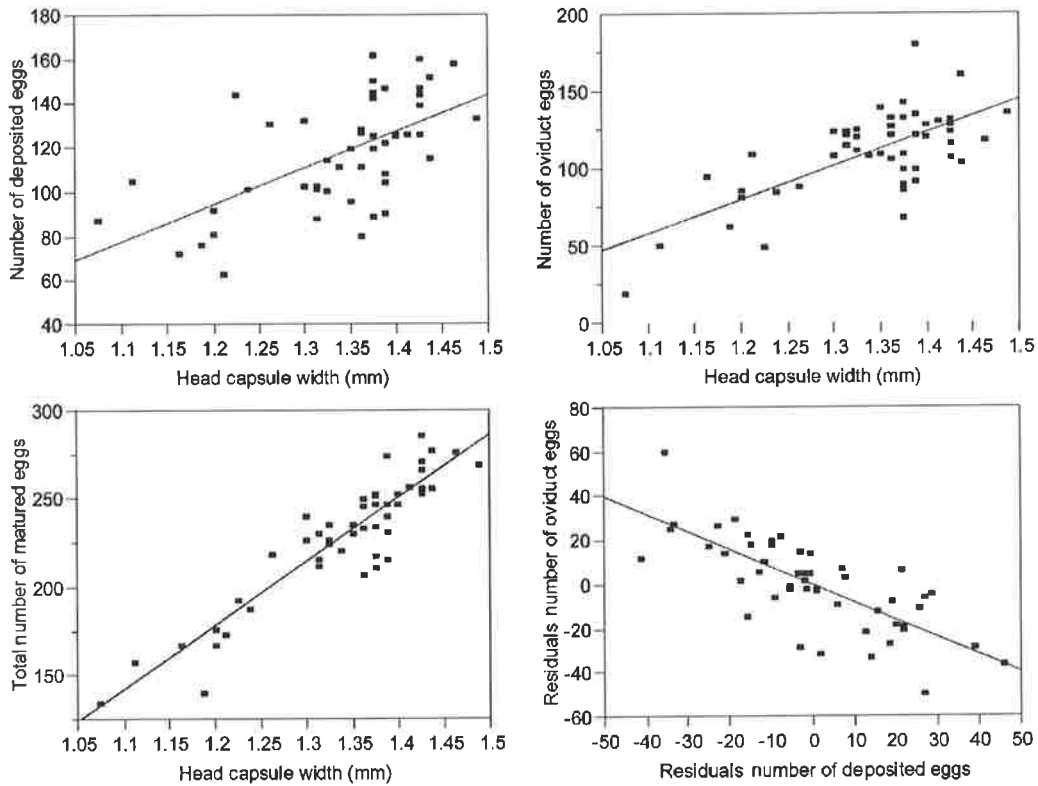 Number of deposited eggs
180
160
140
120
100
80
60
40
1.05 1.1 1.15 1.2 1.25 1.3 1.35 1.4 1.45 1.5
Head capsule width (mm)
Number of oviduct eggs
200
150
100
50
0
1.05 1.1 1.15 1.2 1.25 1.3 1.35 1.4 1.45 1.5
Head capsule width (mm)
Total number of matured eggs
300
250
200
150
1.05 1.1 1.15 1.2 1.25 1.3 1.35 1.4 1.45 1.5
Head capsule width (mm)
Residuals number of oviduct eggs
80
60
40
20
0
-20
-40
-60
-50 -40 -30 -20 -10 0 10 20 30 40 50
Residuals number of deposited eggs